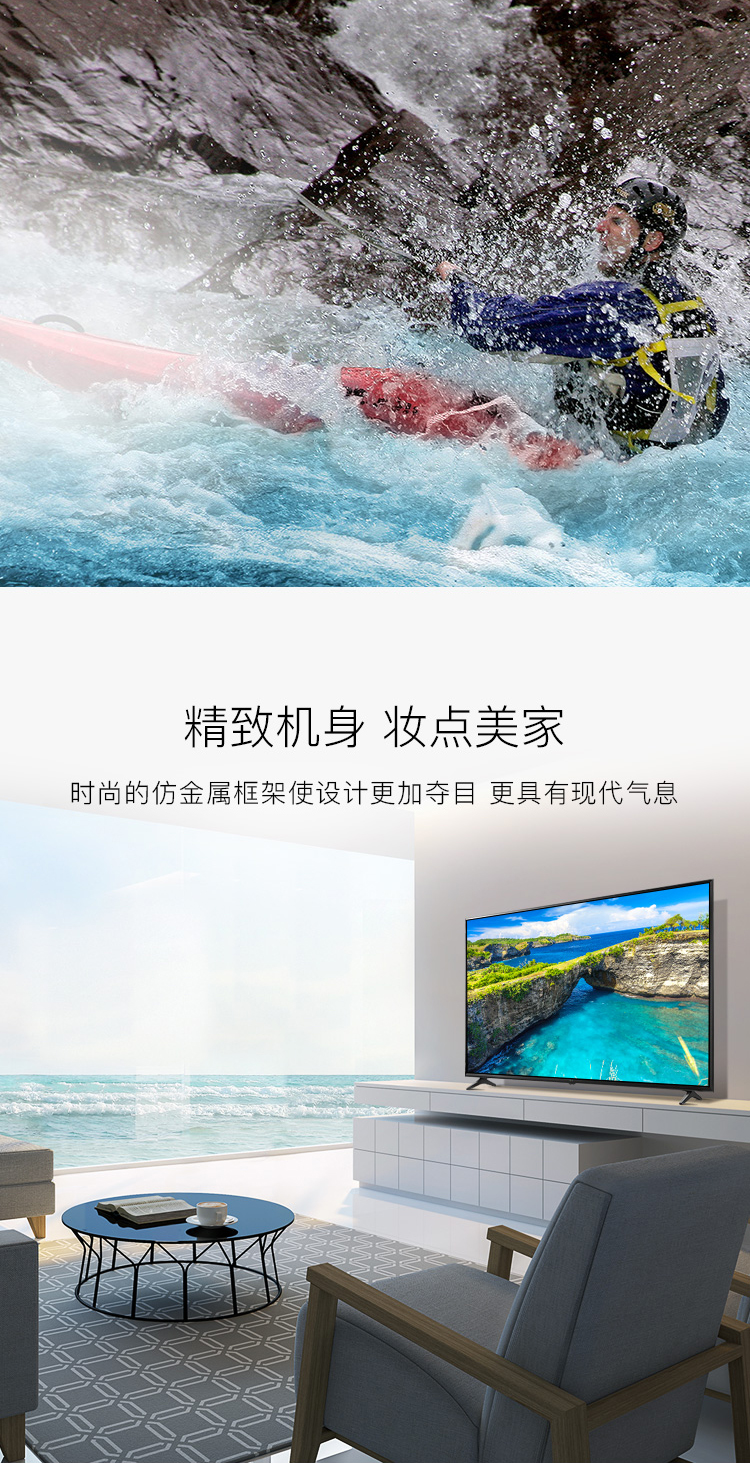 精致机身 妆点美家
时尚的仿金属框架使设计更加夺目 更具有现代气息